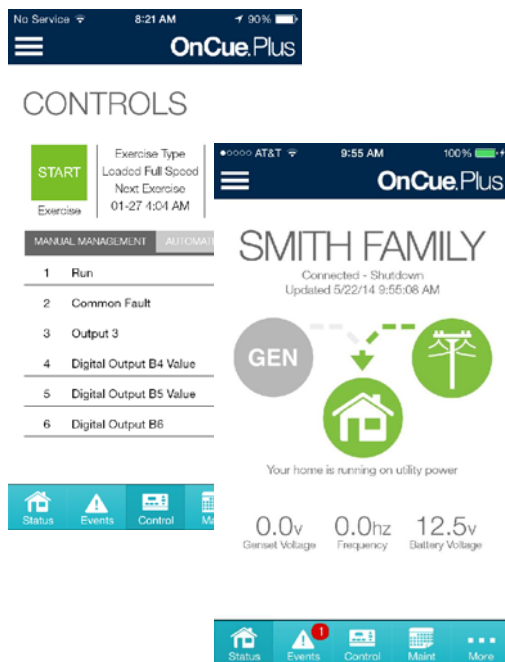 No Service 8:21 AM 90%
OnCue.Plus
CONTROLS
START
Exercise
Exercise Type
Loaded Full Speed
Next Exercise
01-27 4:04 AM
MANUAL MANAGEMENT AUTOMATI
1 Run
2 Common Fault
3 Output 3
4 Digital Output B4 Value
5 Digital Output B5 Value
6 Digital Output B6
Status Events Control Ma
AT&T 9:55 AM 100%
OnCue.Plus
SMITH FAMILY
Connected - Shutdown
Updated 5/22/14 9:55:08 AM
GEN
Your home is running on utility power
0.0v 0.0hz 12.5v
Genset Voltage Frequency Battery Voltage
1
Status Events Control Maint More